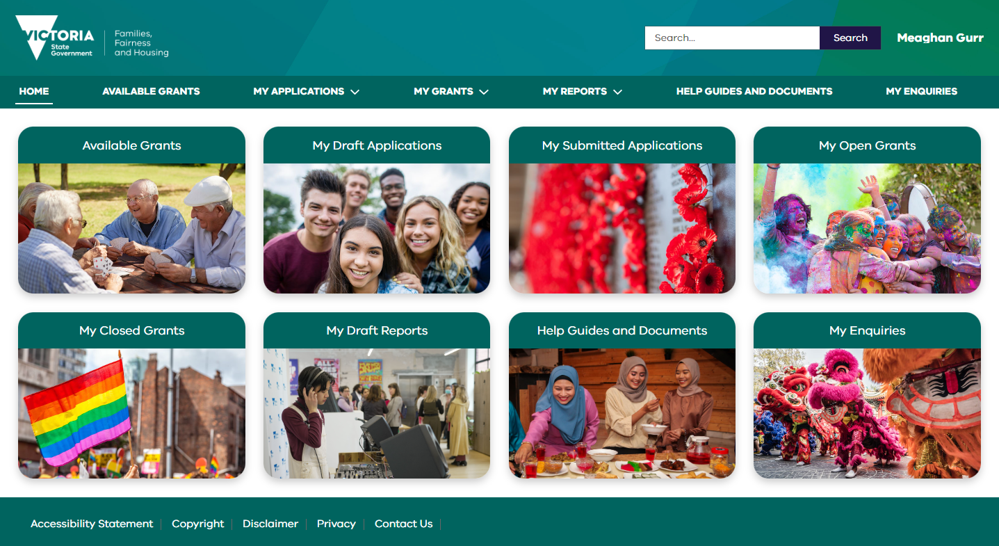 VICTORIA
State
Government
Families,
Fairness
and Housing
Search...
Search
Meaghan Gurr
HOME
AVAILABLE GRANTS
MY APPLICATIONS
MY GRANTS
MY REPORTS
HELP GUIDES AND DOCUMENTS
MY ENQUIRIES
Available Grants
My Draft Applications
My Submitted Applications
My Open Grants
My Closed Grants
My Draft Reports
Help Guides and Documents
My Enquiries
Accessibility Statement
Copyright
Disclaimer
Privacy
Contact Us